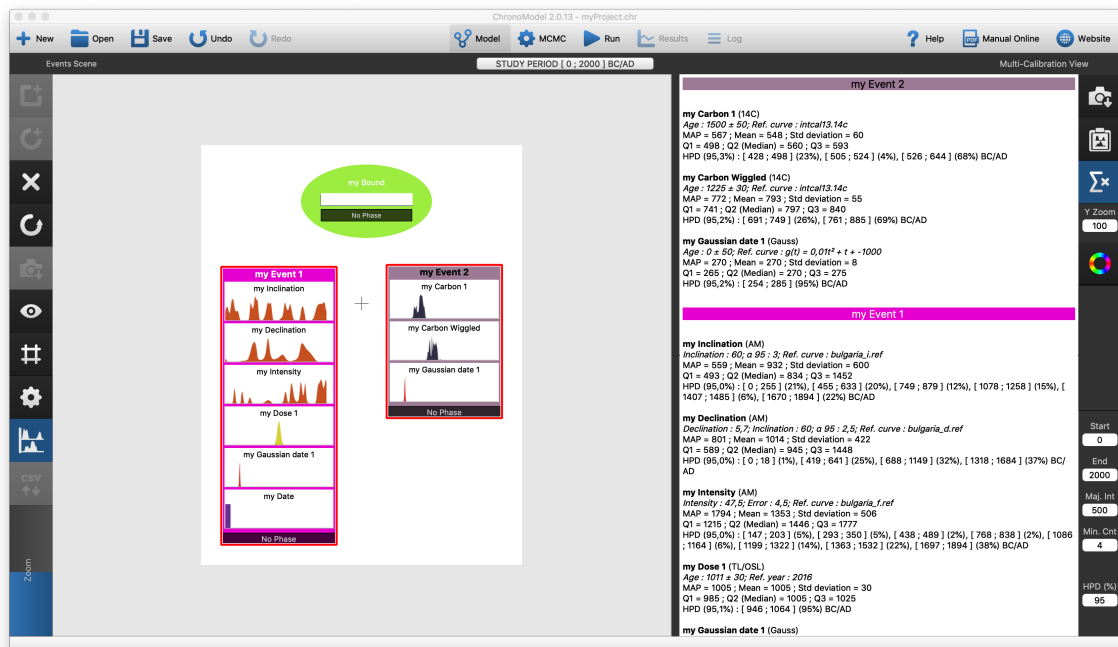 ChronoModel 2.0.13 - myProject.chr
New Open Save Undo Redo Model MCMC Run Results Log Help Manual Online Website
Events Scene STUDY PERIOD [ 0 ; 2000 ] BC/AD Multi-Calibration View
my Bound
No Phase
my Event 1
my Inclination
my Declination
my Intensity
my Dose 1
my Gaussian date 1
my Date
No Phase
my Event 2
my Carbon 1
my Carbon Wiggled
my Gaussian date 1
No Phase
CSV
Zoom
my Event 2
my Carbon 1 (14C)
Age : 1500 ± 50; Ref. curve : intcal13.14c
MAP = 567 ; Mean = 548 ; Std deviation = 60
Q1 = 498 ; Q2 (Median) = 560 ; Q3 = 593
HPD (95,3%) : [ 428 ; 498 ] (23%), [ 505 ; 524 ] (4%), [ 526 ; 644 ] (68%) BC/AD
my Carbon Wiggled (14C)
Age : 1225 ± 30; Ref. curve : intcal13.14c
MAP = 772 ; Mean = 793 ; Std deviation = 55
Q1 = 741 ; Q2 (Median) = 797 ; Q3 = 840
HPD (95,2%) : [ 691 ; 749 ] (26%), [ 761 ; 885 ] (69%) BC/AD
my Gaussian date 1 (Gauss)
Age : 0 ± 50; Ref. curve : g(t) = 0,01t² + t + -1000
MAP = 270 ; Mean = 270 ; Std deviation = 8
Q1 = 265 ; Q2 (Median) = 270 ; Q3 = 275
HPD (95,2%) : [ 254 ; 285 ] (95%) BC/AD
my Event 1
my Inclination (AM)
Inclination : 60; α 95 : 3; Ref. curve : bulgaria_i.ref
MAP = 559 ; Mean = 932 ; Std deviation = 600
Q1 = 493 ; Q2 (Median) = 834 ; Q3 = 1452
HPD (95,0%) : [ 0 ; 255 ] (21%), [ 455 ; 633 ] (20%), [ 749 ; 879 ] (12%), [ 1078 ; 1258 ] (15%), [
1407 ; 1485 ] (6%), [ 1670 ; 1894 ] (22%) BC/AD
my Declination (AM)
Declination : 5,7; Inclination : 60; α 95 : 2,5; Ref. curve : bulgaria_d.ref
MAP = 801 ; Mean = 1014 ; Std deviation = 422
Q1 = 589 ; Q2 (Median) = 945 ; Q3 = 1448
HPD (95,0%) : [ 0 ; 18 ] (1%), [ 419 ; 641 ] (25%), [ 688 ; 1149 ] (32%), [ 1318 ; 1684 ] (37%) BC/
AD
my Intensity (AM)
Intensity : 47,5; Error : 4,5; Ref. curve : bulgaria_f.ref
MAP = 1794 ; Mean = 1353 ; Std deviation = 506
Q1 = 1215 ; Q2 (Median) = 1446 ; Q3 = 1777
HPD (95,0%) : [ 147 ; 203 ] (5%), [ 293 ; 350 ] (5%), [ 438 ; 489 ] (2%), [ 768 ; 838 ] (2%), [ 1086
; 1164 ] (6%), [ 1199 ; 1322 ] (14%), [ 1363 ; 1532 ] (22%), [ 1697 ; 1894 ] (38%) BC/AD
my Dose 1 (TL/OSL)
Age : 1011 ± 30; Ref. year : 2016
MAP = 1005 ; Mean = 1005 ; Std deviation = 30
Q1 = 985 ; Q2 (Median) = 1005 ; Q3 = 1025
HPD (95,1%) : [ 946 ; 1064 ] (95%) BC/AD
my Gaussian date 1 (Gauss)
PDF
Σx
Y Zoom
100
Start
0
End
2000
Maj. Int
500
Min. Cnt
4
HPD (%)
95